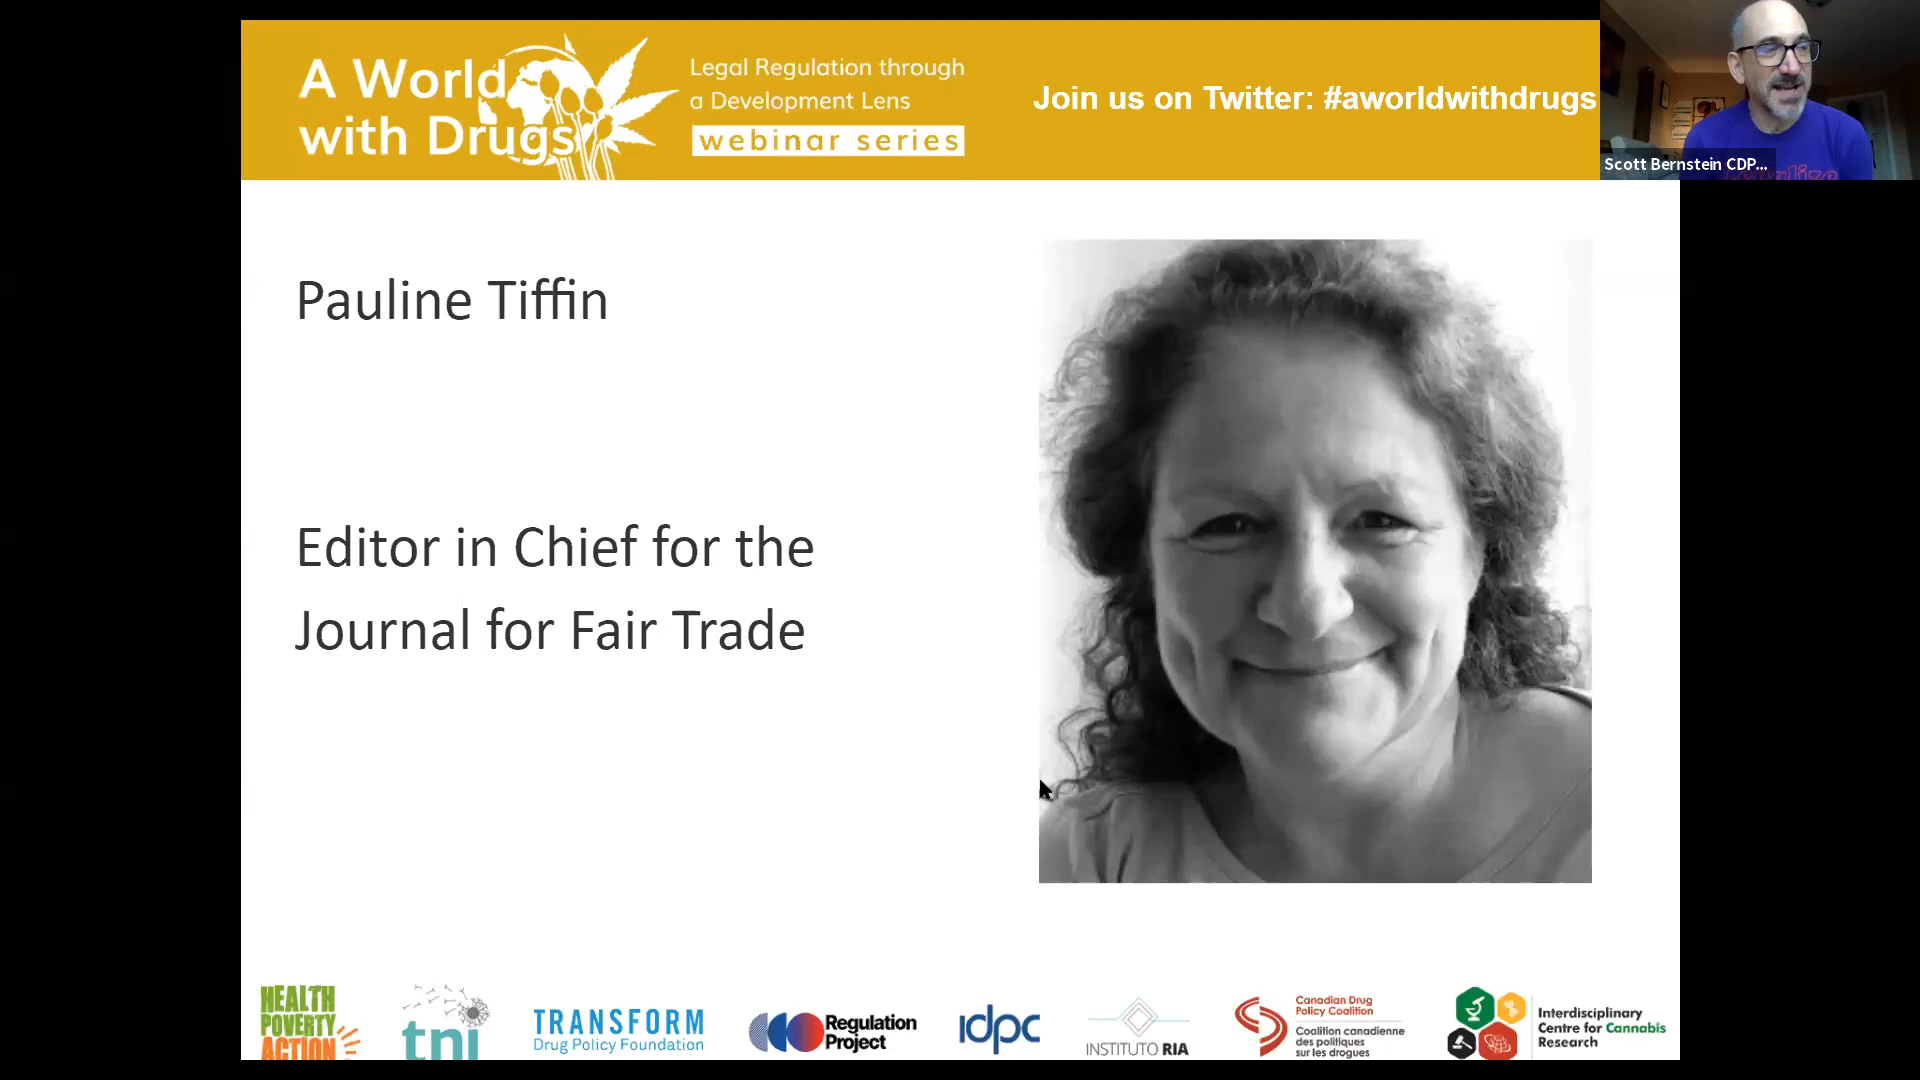 A World
with Drugs
Legal Regulation through
a Development Lens
webinar series
Join us on Twitter: #aworldwithdrugs
Scott Bernstein CDP...
Pauline Tiffin
Editor in Chief for the
Journal for Fair Trade
HEALTH
POVERTY
ACTION
tni
TRANSFORM
Drug Policy Foundation
Regulation
Project
idpc
INSTITUTO RIA
Canadian Drug
Policy Coalition
Coalition canadienne
des politiques
sur les drogues
Interdisciplinary
Centre for Cannabis
Research